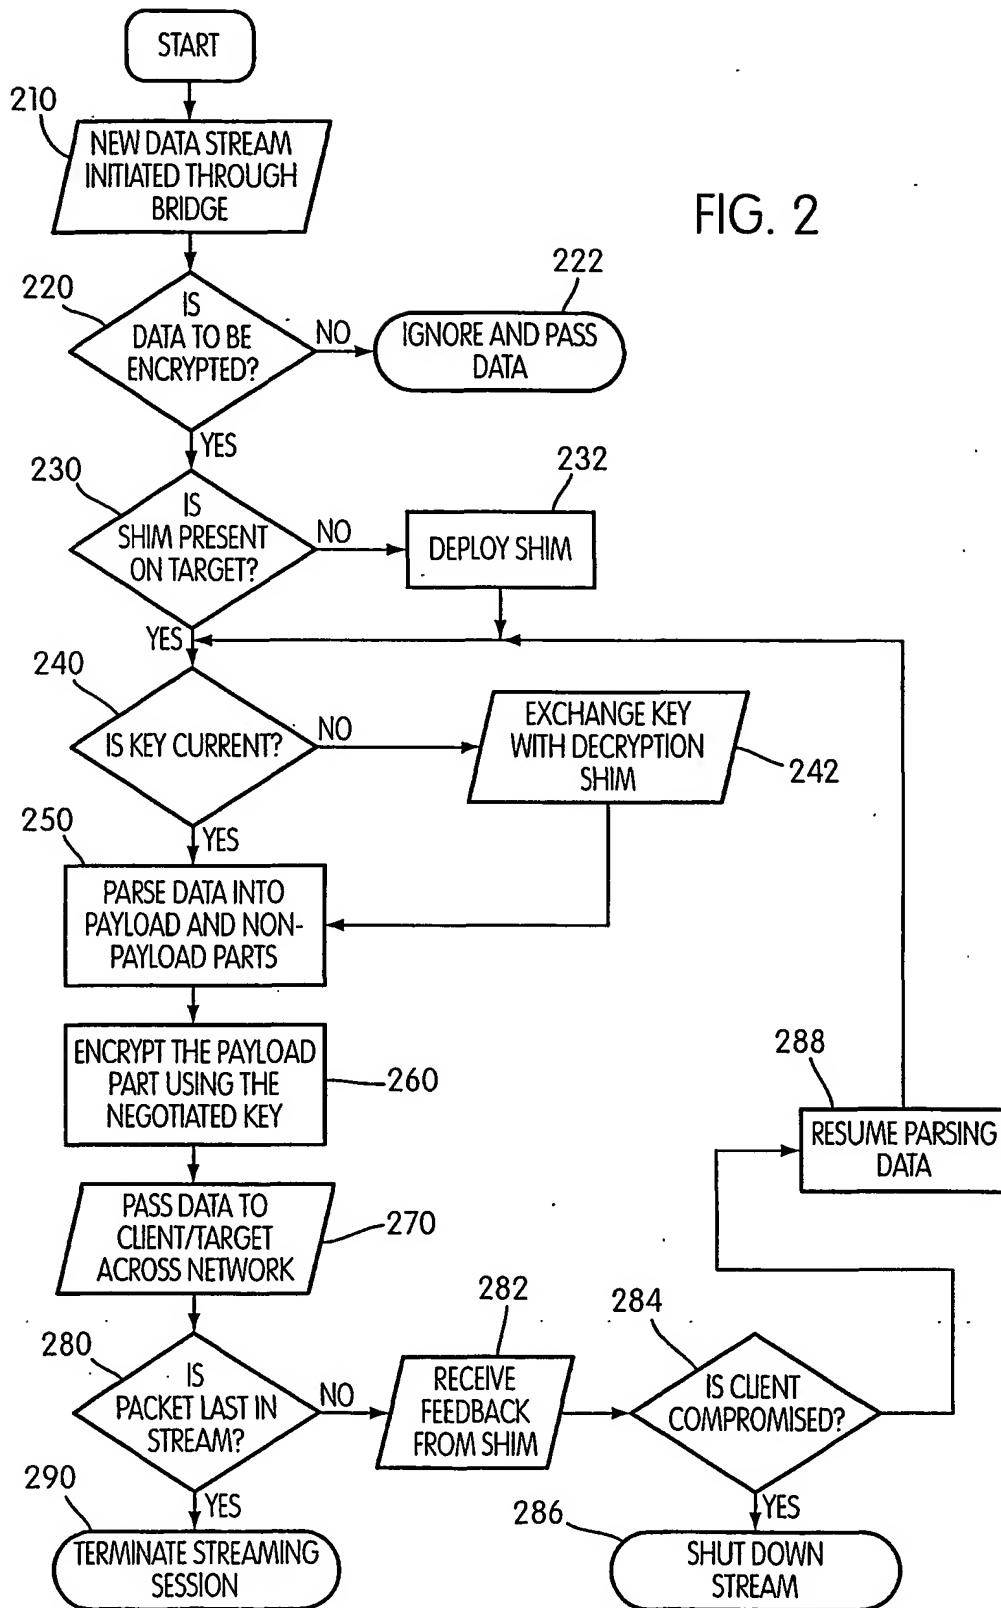 START
210
NEW DATA STREAM
INITIATED THROUGH
BRIDGE
FIG. 2
220
IS
DATA TO BE
ENCRYPTED?
NO
222
IGNORE AND PASS
DATA
YES
230
IS
SHIM PRESENT
ON TARGET?
NO
232
DEPLOY SHIM
YES
240
IS KEY CURRENT?
NO
EXCHANGE KEY
WITH DECRYPTION
SHIM
242
YES
250
PARSE DATA INTO
PAYLOAD AND NON-
PAYLOAD PARTS
ENCRYPT THE PAYLOAD
PART USING THE
NEGOTIATED KEY
260
288
RESUME PARSING
DATA
PASS DATA TO
CLIENT/TARGET
ACROSS NETWORK
270
280
IS
PACKET LAST IN
STREAM?
NO
282
RECEIVE
FEEDBACK
FROM SHIM
284
IS CLIENT
COMPROMISED?
YES
290
TERMINATE STREAMING
SESSION
YES
286
SHUT DOWN
STREAM